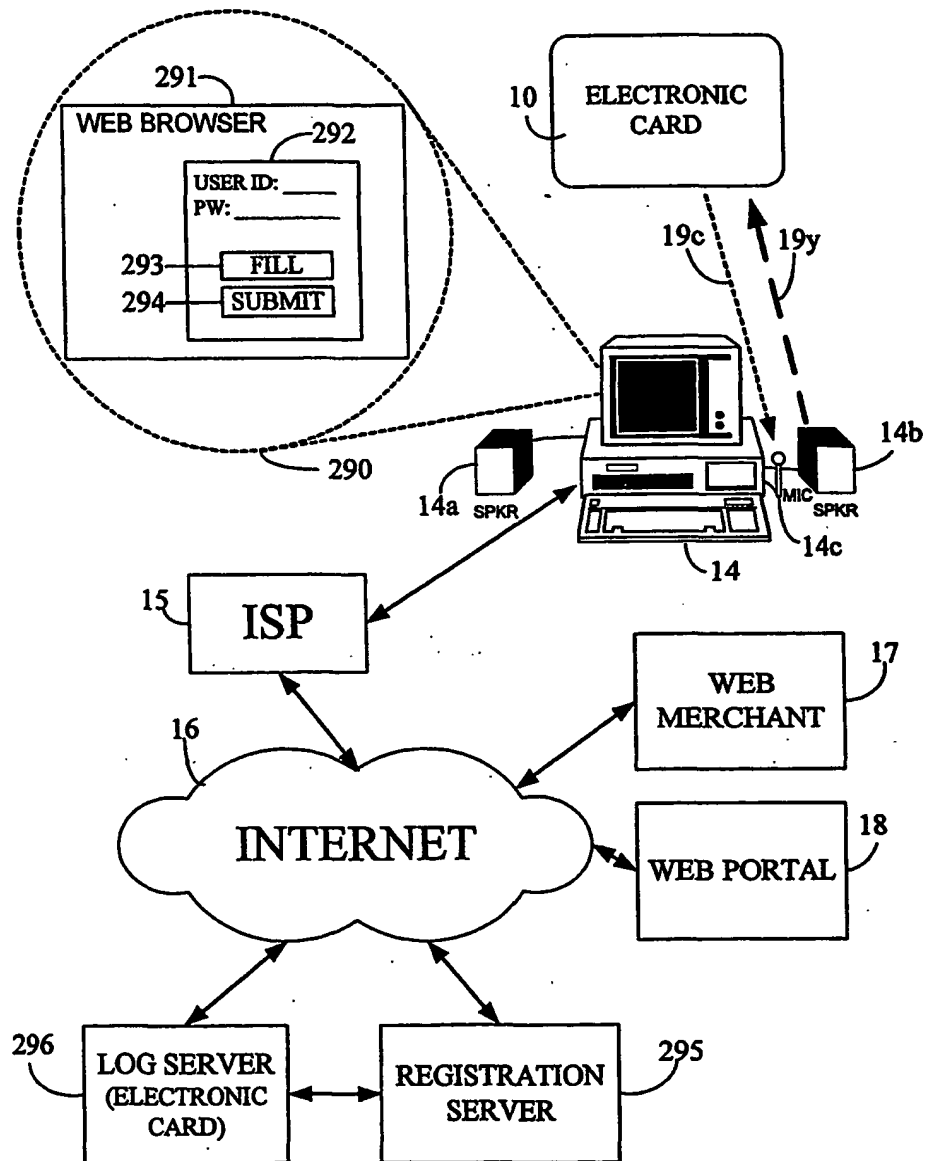 291
WEB BROWSER
292
USER ID: ____
PW: ________
293
FILL
294
SUBMIT
290
10
ELECTRONIC
CARD
19c
19y
14a
SPKR
MIC
14b
SPKR
14c
14
15
ISP
16
INTERNET
17
WEB
MERCHANT
18
WEB PORTAL
296
LOG SERVER
(ELECTRONIC
CARD)
295
REGISTRATION
SERVER